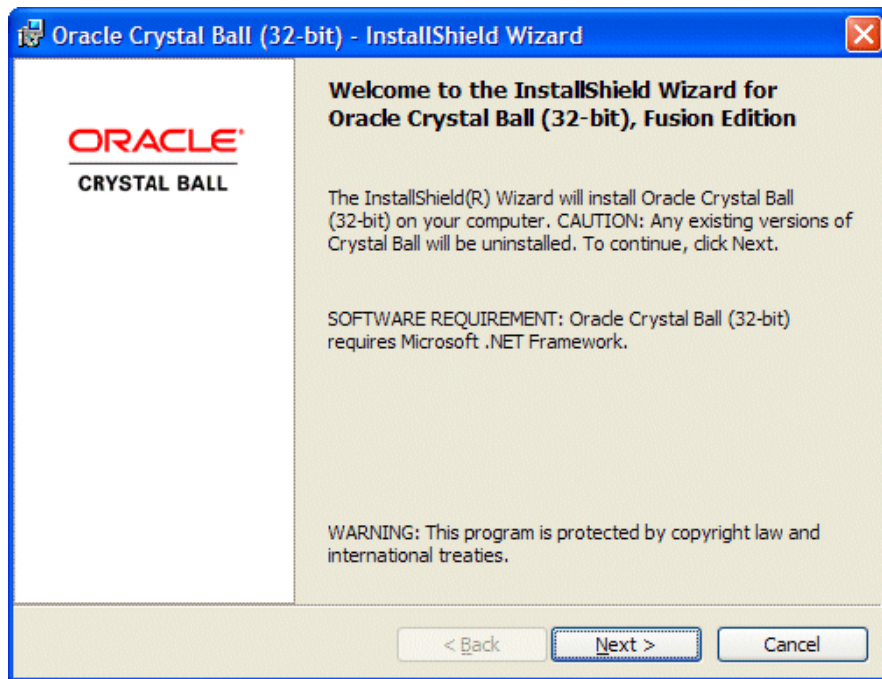 Oracle Crystal Ball (32-bit) - InstallShield Wizard
ORACLE
CRYSTAL BALL
Welcome to the InstallShield Wizard for
Oracle Crystal Ball (32-bit), Fusion Edition
The InstallShield(R) Wizard will install Oracle Crystal Ball
(32-bit) on your computer. CAUTION: Any existing versions of
Crystal Ball will be uninstalled. To continue, click Next.
SOFTWARE REQUIREMENT: Oracle Crystal Ball (32-bit)
requires Microsoft .NET Framework.
WARNING: This program is protected by copyright law and
international treaties.
< Back
Next >
Cancel